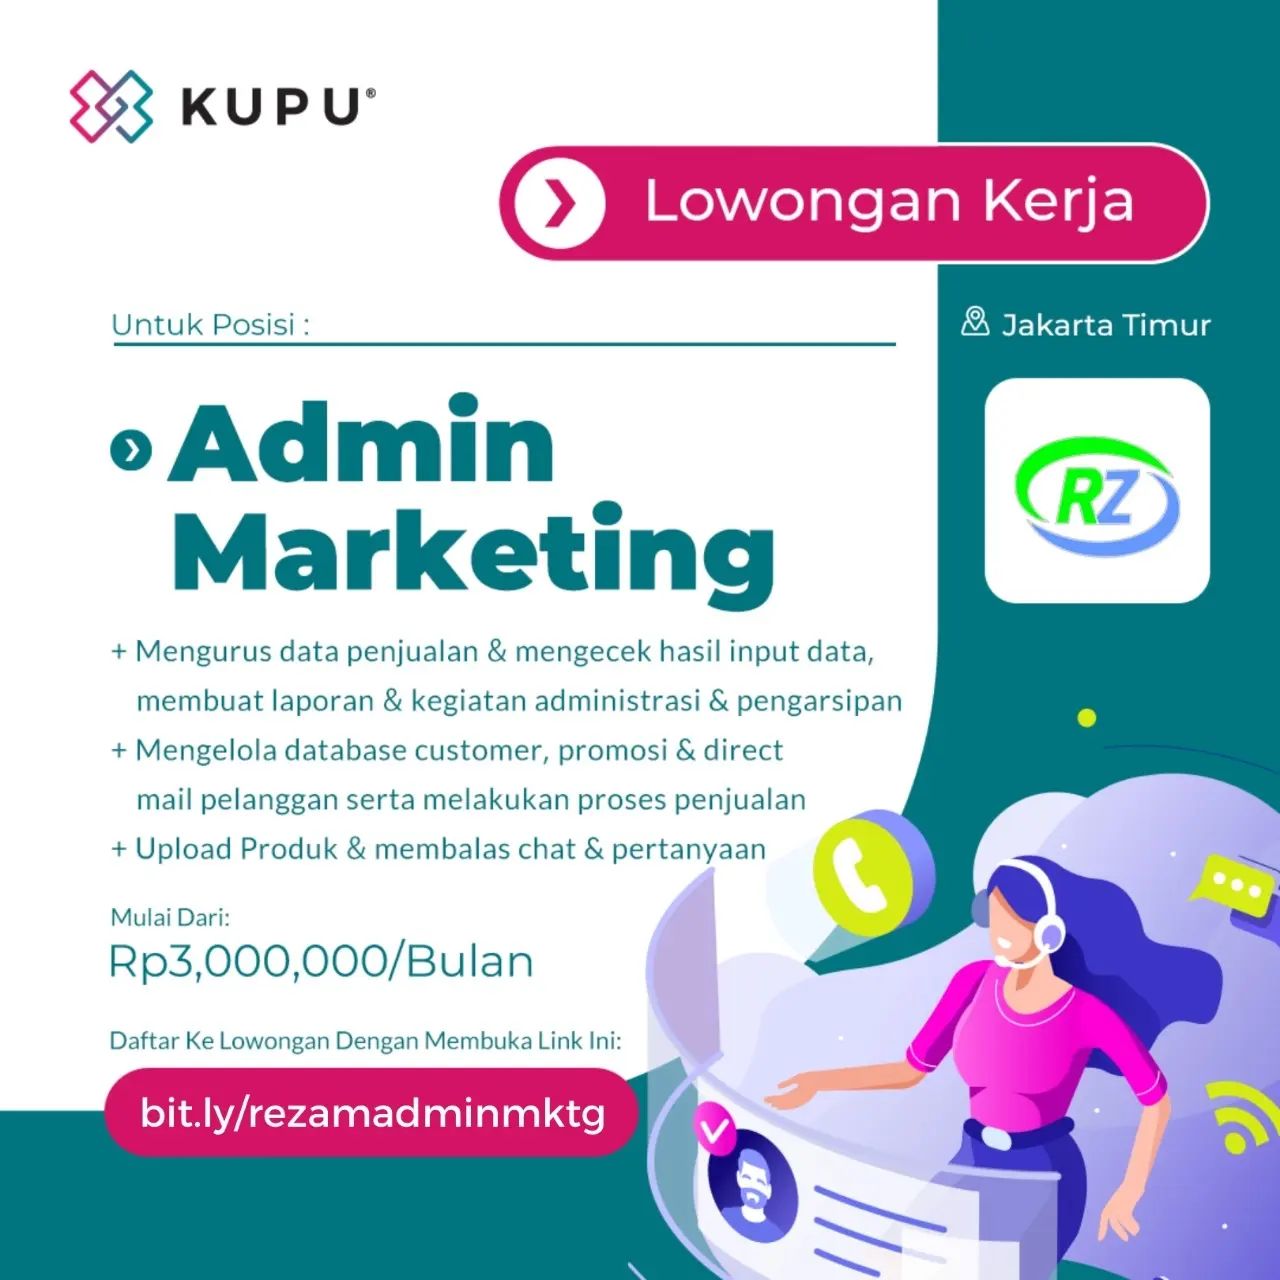 KUPU®
Lowongan Kerja
Untuk Posisi :
Jakarta Timur
Admin
Marketing
RZ
+ Mengurus data penjualan & mengecek hasil input data,
membuat laporan & kegiatan administrasi & pengarsipan
+ Mengelola database customer, promosi & direct
mail pelanggan serta melakukan proses penjualan
+ Upload Produk & membalas chat & pertanyaan
Mulai Dari:
Rp3,000,000/Bulan
Daftar Ke Lowongan Dengan Membuka Link Ini:
bit.ly/rezamadminmktg